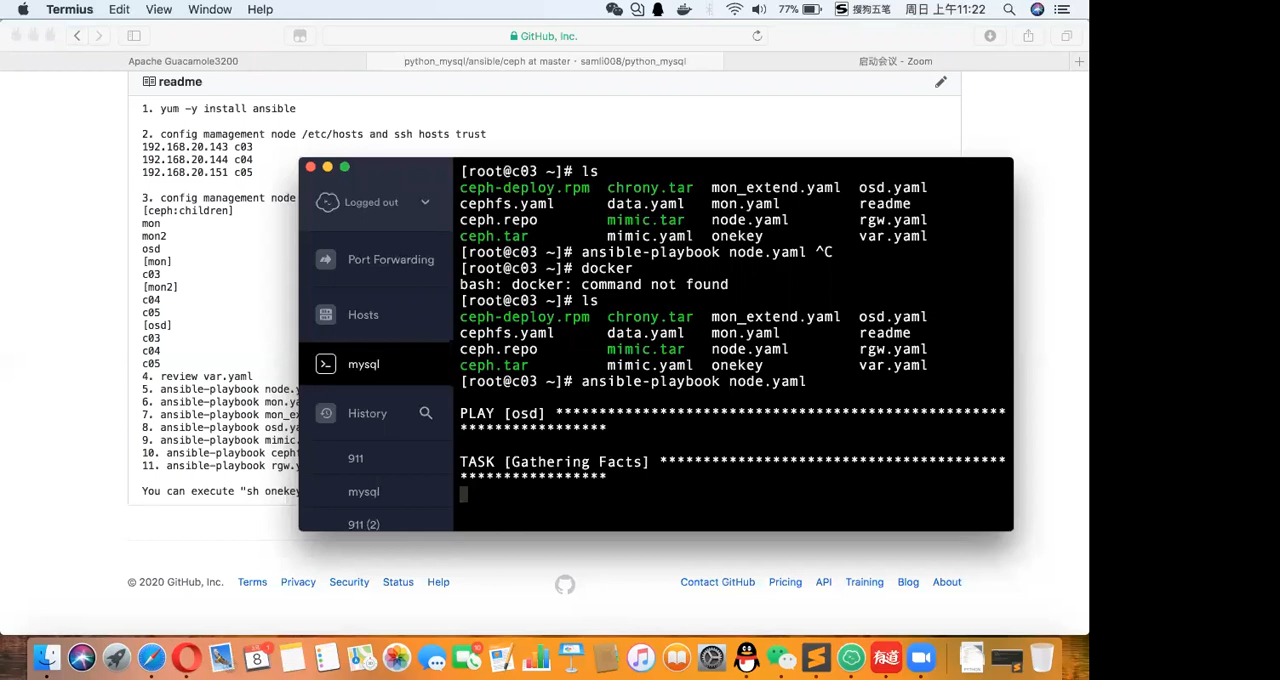 Termius Edit View Window Help 77% 周日 上午11:22
搜狗五笔
GitHub, Inc.
Apache Guacamole3200 python_mysql/ansible/ceph at master · samli008/python_mysql 启动会议 - Zoom
readme
1. yum -y install ansible
2. config mamagement node /etc/hosts and ssh hosts trust
192.168.20.143 c03
192.168.20.144 c04
192.168.20.151 c05
3. config mamagement node
[ceph:children]
mon
mon2
osd
[mon]
c03
[mon2]
c04
c05
[osd]
c03
c04
c05
4. review var.yaml
5. ansible-playbook node.y
6. ansible-playbook mon.ya
7. ansible-playbook mon_ex
8. ansible-playbook osd.ya
9. ansible-playbook mimic.
10. ansible-playbook cephf
11. ansible-playbook rgw.y
You can execute "sh onekey
Logged out
Port Forwarding
Hosts
mysql
History
911
mysql
911 (2)
[root@c03 ~]# ls
ceph-deploy.rpm chrony.tar mon_extend.yaml osd.yaml
cephfs.yaml data.yaml mon.yaml readme
ceph.repo mimic.tar node.yaml rgw.yaml
ceph.tar mimic.yaml onekey var.yaml
[root@c03 ~]# ansible-playbook node.yaml ^C
[root@c03 ~]# docker
bash: docker: command not found
[root@c03 ~]# ls
ceph-deploy.rpm chrony.tar mon_extend.yaml osd.yaml
cephfs.yaml data.yaml mon.yaml readme
ceph.repo mimic.tar node.yaml rgw.yaml
ceph.tar mimic.yaml onekey var.yaml
[root@c03 ~]# ansible-playbook node.yaml
PLAY [osd] *************************************************
*****************
TASK [Gathering Facts] **************************************
*****************
© 2020 GitHub, Inc. Terms Privacy Security Status Help Contact GitHub Pricing API Training Blog About
8
有道